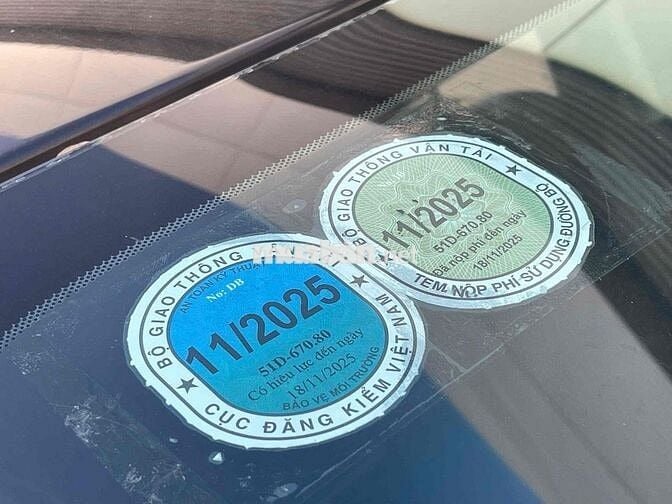 BỘ GIAO THÔNG
AN TOÀN KỸ THUẬT
No: DB
11/2025
51D-670.80
Có hiệu lực đến ngày
18/11/2025
BẢO VỆ MÔI TRƯỜNG
CỤC ĐĂNG KIỂM VIỆT NAM
BỘ GIAO THÔNG VẬN TẢI
11/2025
51D-670.80
Đã nộp phí đến ngày
18/11/2025
TEM NỘP PHÍ SỬ DỤNG ĐƯỜNG BỘ